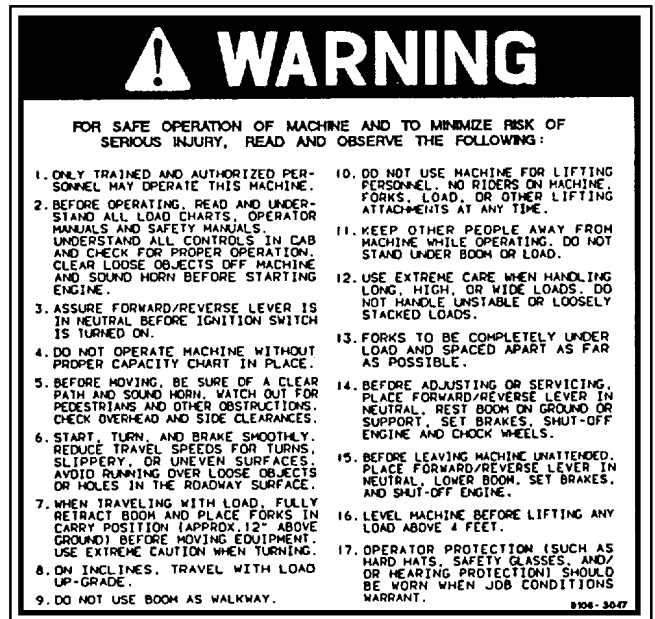 WARNING
FOR SAFE OPERATION OF MACHINE AND TO MINIMIZE RISK OF
SERIOUS INJURY, READ AND OBSERVE THE FOLLOWING:
1. ONLY TRAINED AND AUTHORIZED PER-
SONNEL MAY OPERATE THIS MACHINE.
2. BEFORE OPERATING, READ AND UNDER-
STAND ALL LOAD CHARTS, OPERATOR
MANUALS AND SAFETY MANUALS.
UNDERSTAND ALL CONTROLS IN CAB
AND CHECK FOR PROPER OPERATION.
CLEAR LOOSE OBJECTS OFF MACHINE
AND SOUND HORN BEFORE STARTING
ENGINE.
3. ASSURE FORWARD/REVERSE LEVER IS
IN NEUTRAL BEFORE IGNITION SWITCH
IS TURNED ON.
4. DO NOT OPERATE MACHINE WITHOUT
PROPER CAPACITY CHART IN PLACE.
5. BEFORE MOVING, BE SURE OF A CLEAR
PATH AND SOUND HORN. WATCH OUT FOR
PEDESTRIANS AND OTHER OBSTRUCTIONS.
CHECK OVERHEAD AND SIDE CLEARANCES.
6. START, TURN, AND BRAKE SMOOTHLY.
REDUCE TRAVEL SPEEDS FOR TURNS,
SLIPPERY, OR UNEVEN SURFACES.
AVOID RUNNING OVER LOOSE OBJECTS
OR HOLES IN THE ROADWAY SURFACE.
7. WHEN TRAVELING WITH LOAD, FULLY
RETRACT BOOM AND PLACE FORKS IN
CARRY POSITION (APPROX. 12" ABOVE
GROUND) BEFORE MOVING EQUIPMENT.
USE EXTREME CAUTION WHEN TURNING.
8. ON INCLINES, TRAVEL WITH LOAD
UP-GRADE.
9. DO NOT USE BOOM AS WALKWAY.
10. DO NOT USE MACHINE FOR LIFTING
PERSONNEL. NO RIDERS ON MACHINE,
FORKS, LOAD, OR OTHER LIFTING
ATTACHMENTS AT ANY TIME.
11. KEEP OTHER PEOPLE AWAY FROM
MACHINE WHILE OPERATING. DO NOT
STAND UNDER BOOM OR LOAD.
12. USE EXTREME CARE WHEN HANDLING
LONG, HIGH, OR WIDE LOADS. DO
NOT HANDLE UNSTABLE OR LOOSELY
STACKED LOADS.
13. FORKS TO BE COMPLETELY UNDER
LOAD AND SPACED APART AS FAR
AS POSSIBLE.
14. BEFORE ADJUSTING OR SERVICING,
PLACE FORWARD/REVERSE LEVER IN
NEUTRAL, REST BOOM ON GROUND OR
SUPPORT, SET BRAKES, SHUT-OFF
ENGINE AND CHOCK WHEELS.
15. BEFORE LEAVING MACHINE UNATTENDED,
PLACE FORWARD/REVERSE LEVER IN
NEUTRAL, LOWER BOOM, SET BRAKES,
AND SHUT-OFF ENGINE.
16. LEVEL MACHINE BEFORE LIFTING ANY
LOAD ABOVE 4 FEET.
17. OPERATOR PROTECTION (SUCH AS
HARD HATS, SAFETY GLASSES, AND/
OR HEARING PROTECTION) SHOULD
BE WORN WHEN JOB CONDITIONS
WARRANT.
8106-3047